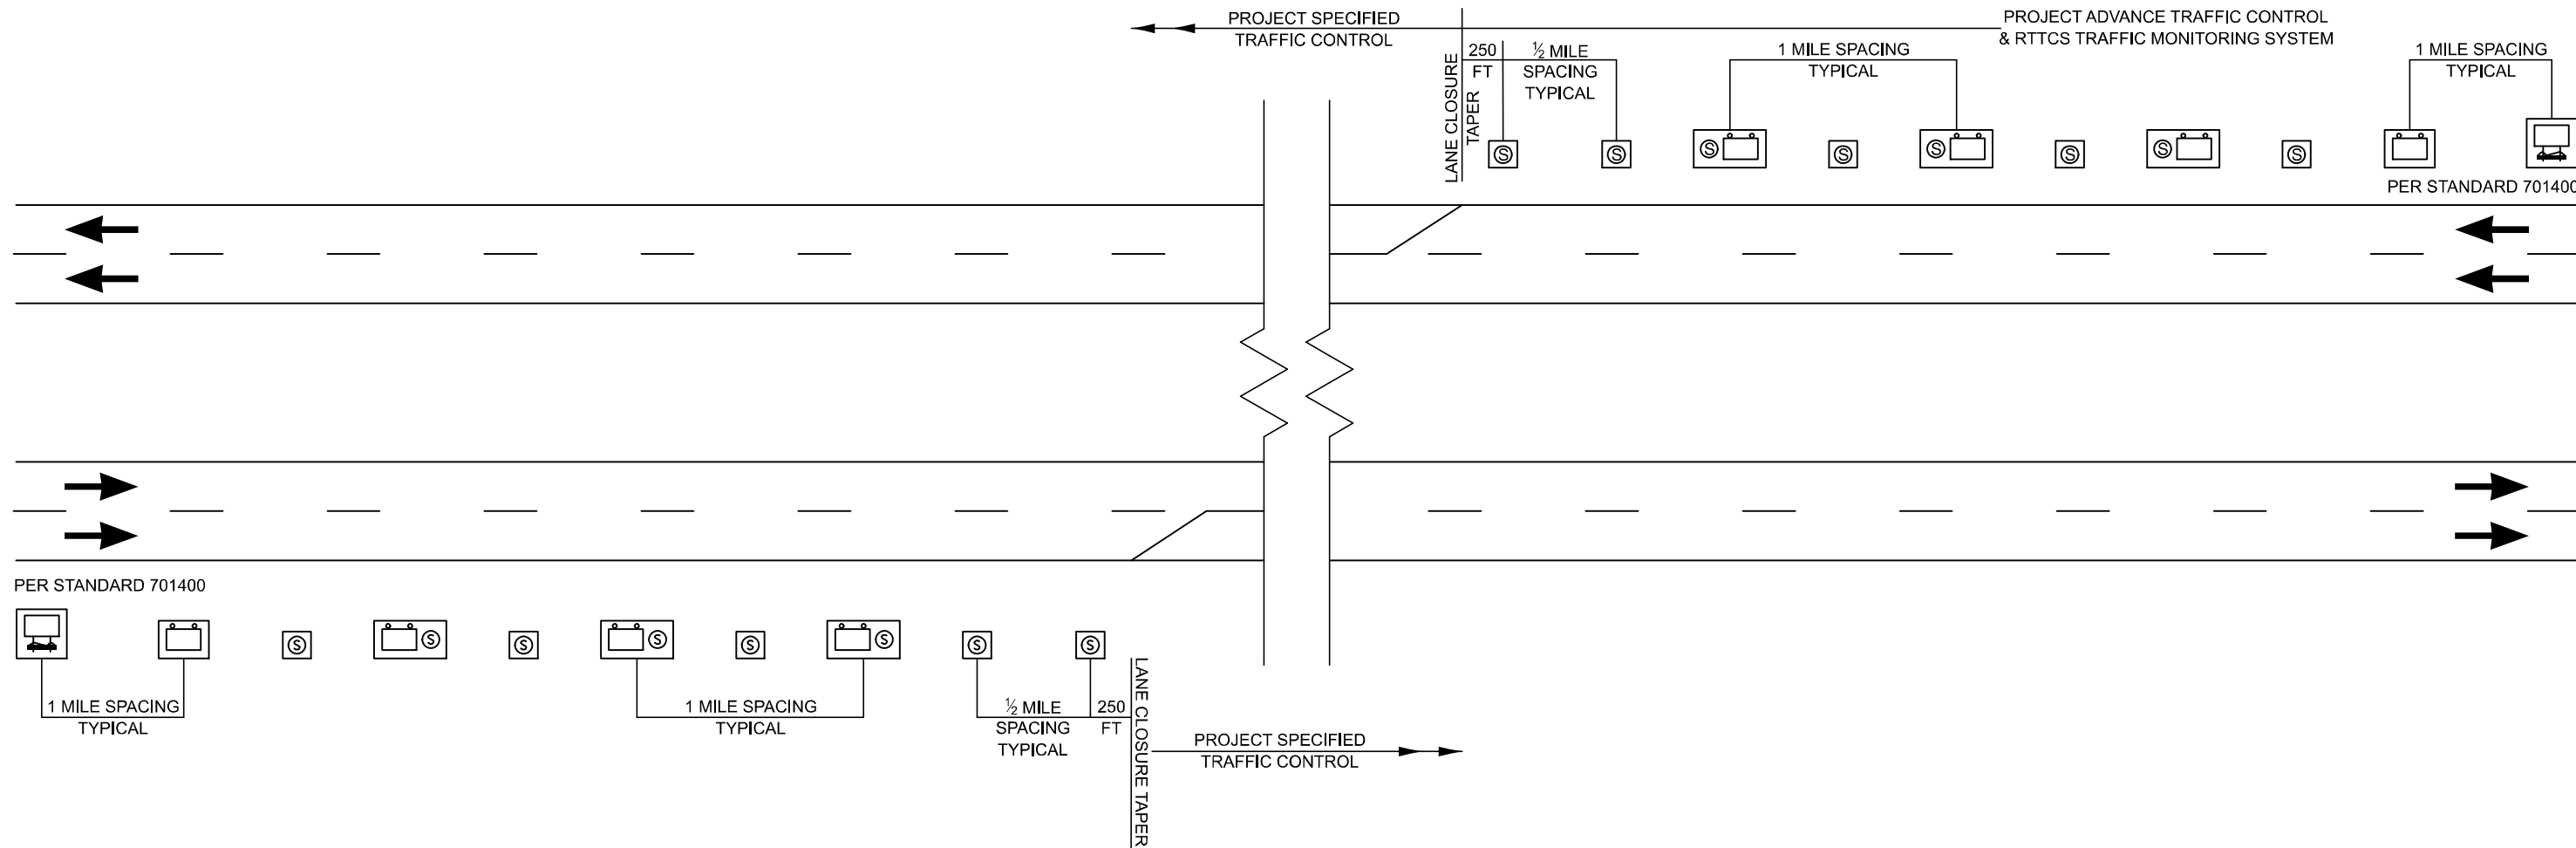 PROJECT SPECIFIED
TRAFFIC CONTROL
PROJECT ADVANCE TRAFFIC CONTROL
& RTTCS TRAFFIC MONITORING SYSTEM
LANE CLOSURE
TAPER
250
FT
½ MILE
SPACING
TYPICAL
1 MILE SPACING
TYPICAL
1 MILE SPACING
TYPICAL
S
S
S
S
S
S
S
S
PER STANDARD 701400
PER STANDARD 701400
S
S
S
S
S
S
S
S
1 MILE SPACING
TYPICAL
1 MILE SPACING
TYPICAL
½ MILE
SPACING
TYPICAL
250
FT
LANE CLOSURE TAPER
PROJECT SPECIFIED
TRAFFIC CONTROL